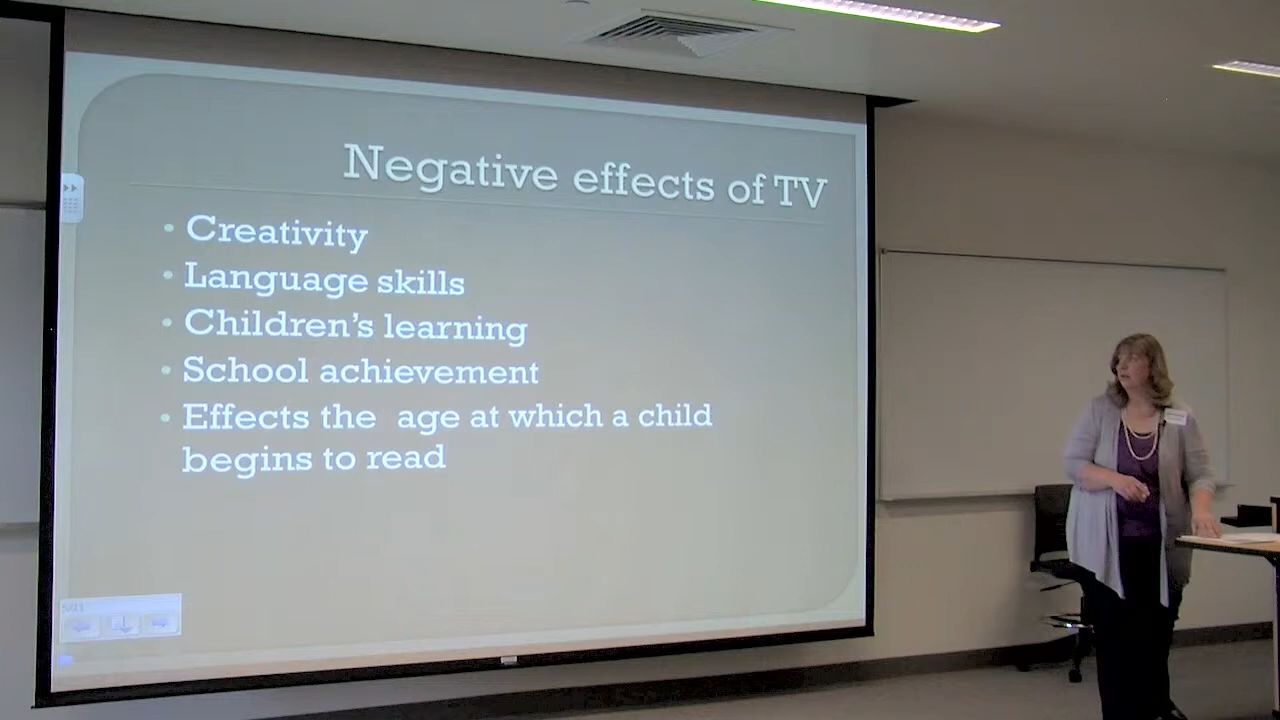 Negative effects of TV
• Creativity
• Language skills
• Children's learning
• School achievement
• Effects the  age at which a child
begins to read